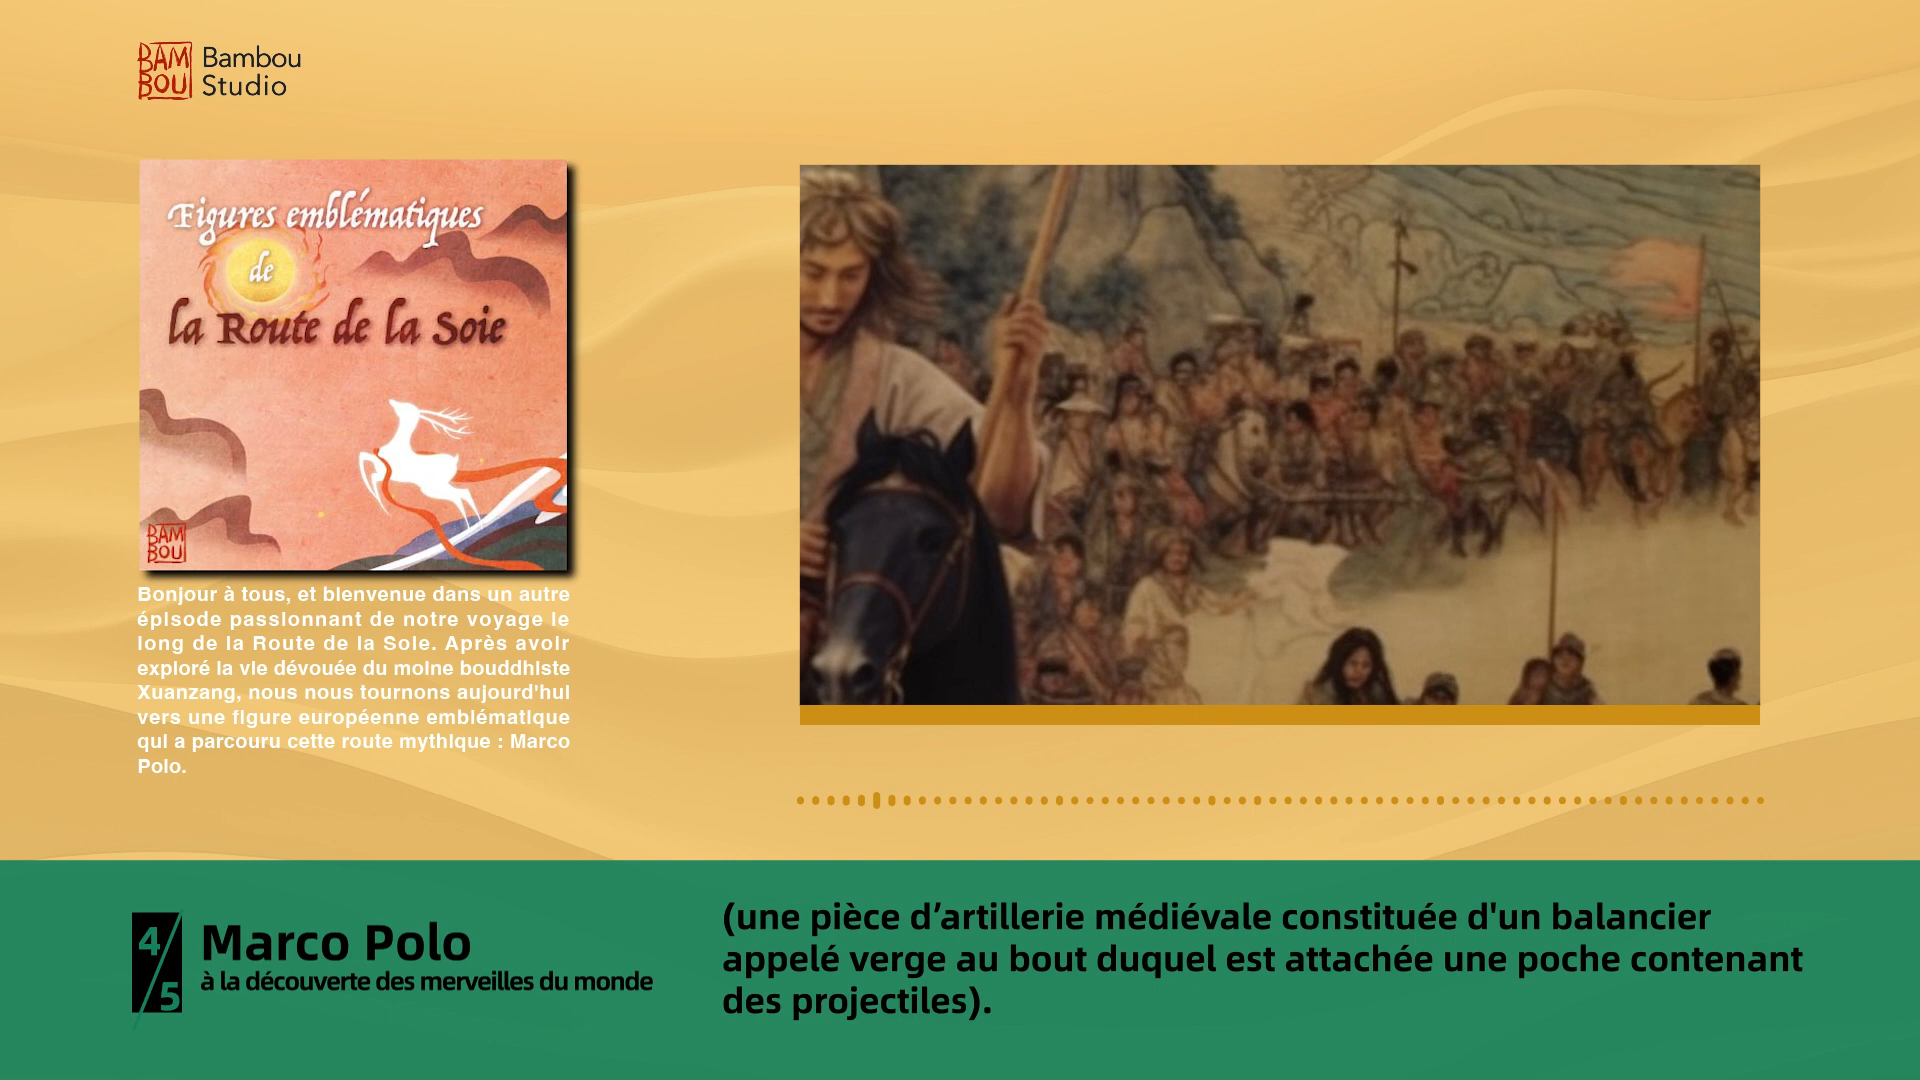 BAM
BOU
Bambou
Studio
Figures emblématiques
de
la Route de la Soie
BAM
BOU
Bonjour à tous, et bienvenue dans un autre
épisode passionnant de notre voyage le
long de la Route de la Soie. Après avoir
exploré la vie dévouée du moine bouddhiste
Xuanzang, nous nous tournons aujourd'hui
vers une figure européenne emblématique
qui a parcouru cette route mythique : Marco
Polo.
4/5
Marco Polo
à la découverte des merveilles du monde
(une pièce d’artillerie médiévale constituée d'un balancier
appelé verge au bout duquel est attachée une poche contenant
des projectiles).